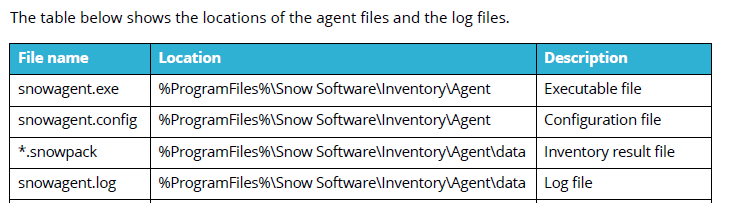 The table below shows the locations of the agent files and the log files.
File name Location Description
snowagent.exe %ProgramFiles%\Snow Software\Inventory\Agent Executable file
snowagent.config %ProgramFiles%\Snow Software\Inventory\Agent Configuration file
*.snowpack %ProgramFiles%\Snow Software\Inventory\Agent\data Inventory result file
snowagent.log %ProgramFiles%\Snow Software\Inventory\Agent\data Log file